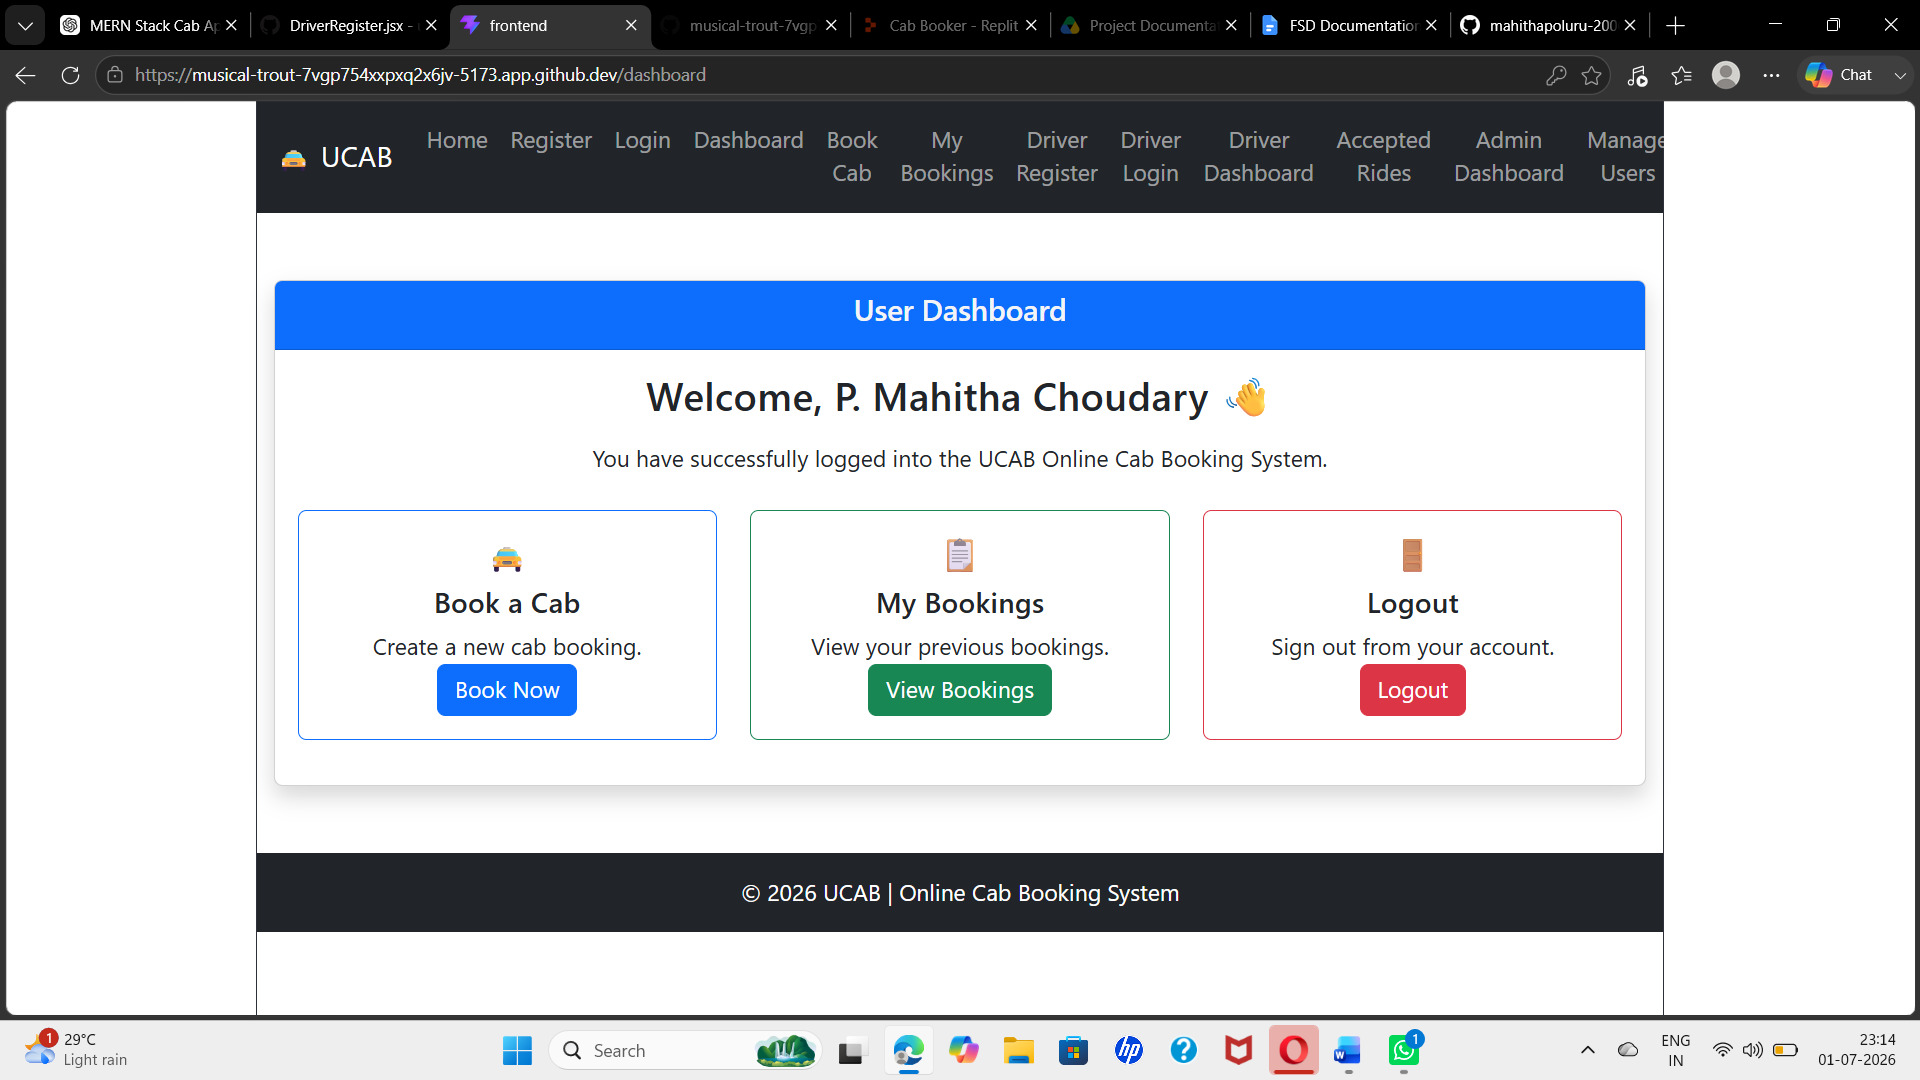 MERN Stack Cab Ap
DriverRegister.jsx -
frontend
musical-trout-7vgp
Cab Booker - Replit
Project Documenta
FSD Documentation
mahithapoluru-200
https://musical-trout-7vgp754xxpxq2x6jv-5173.app.github.dev/dashboard
Chat
UCAB
Home
Register
Login
Dashboard
Book
Cab
My
Bookings
Driver
Register
Driver
Login
Driver
Dashboard
Accepted
Rides
Admin
Dashboard
Manage
Users
User Dashboard
Welcome, P. Mahitha Choudary 👋
You have successfully logged into the UCAB Online Cab Booking System.
Book a Cab
Create a new cab booking.
Book Now
My Bookings
View your previous bookings.
View Bookings
Logout
Sign out from your account.
Logout
© 2026 UCAB | Online Cab Booking System
1
29°C
Light rain
Search
hp
?
W
1
ENG
IN
23:14
01-07-2026